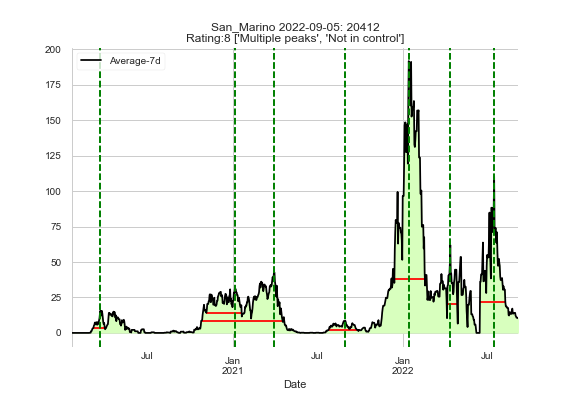 San_Marino 2022-09-05: 20412
Rating:8 ['Multiple peaks', 'Not in control']
Average-7d
200
175
150
125
100
75
50
25
0
Jul
Jan
2021
Jul
Jan
2022
Jul
Date